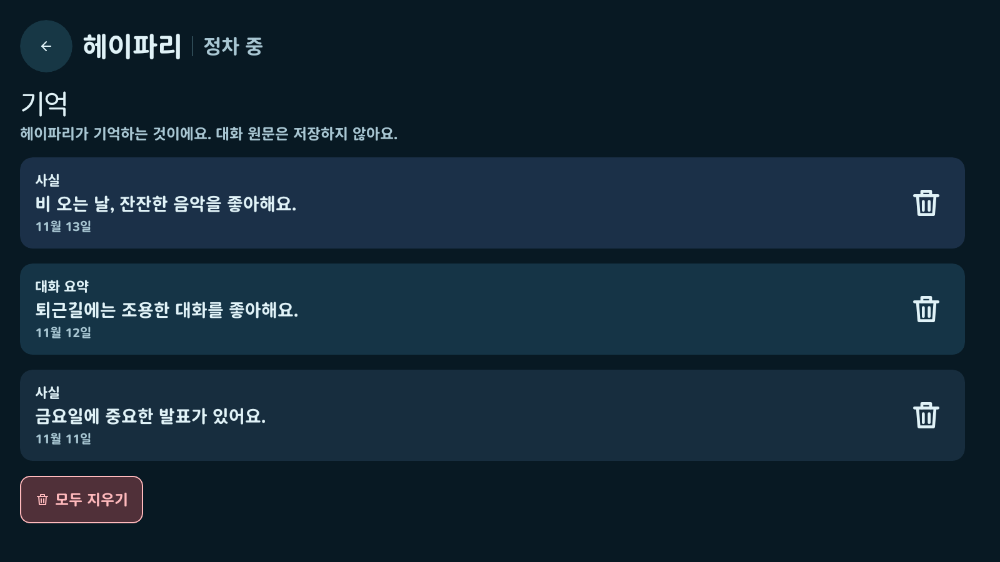 헤이파리 | 정차 중
기억
헤이파리가 기억하는 것이에요. 대화 원문은 저장하지 않아요.
사실
비 오는 날, 잔잔한 음악을 좋아해요.
11월 13일
대화 요약
퇴근길에는 조용한 대화를 좋아해요.
11월 12일
사실
금요일에 중요한 발표가 있어요.
11월 11일
모두 지우기